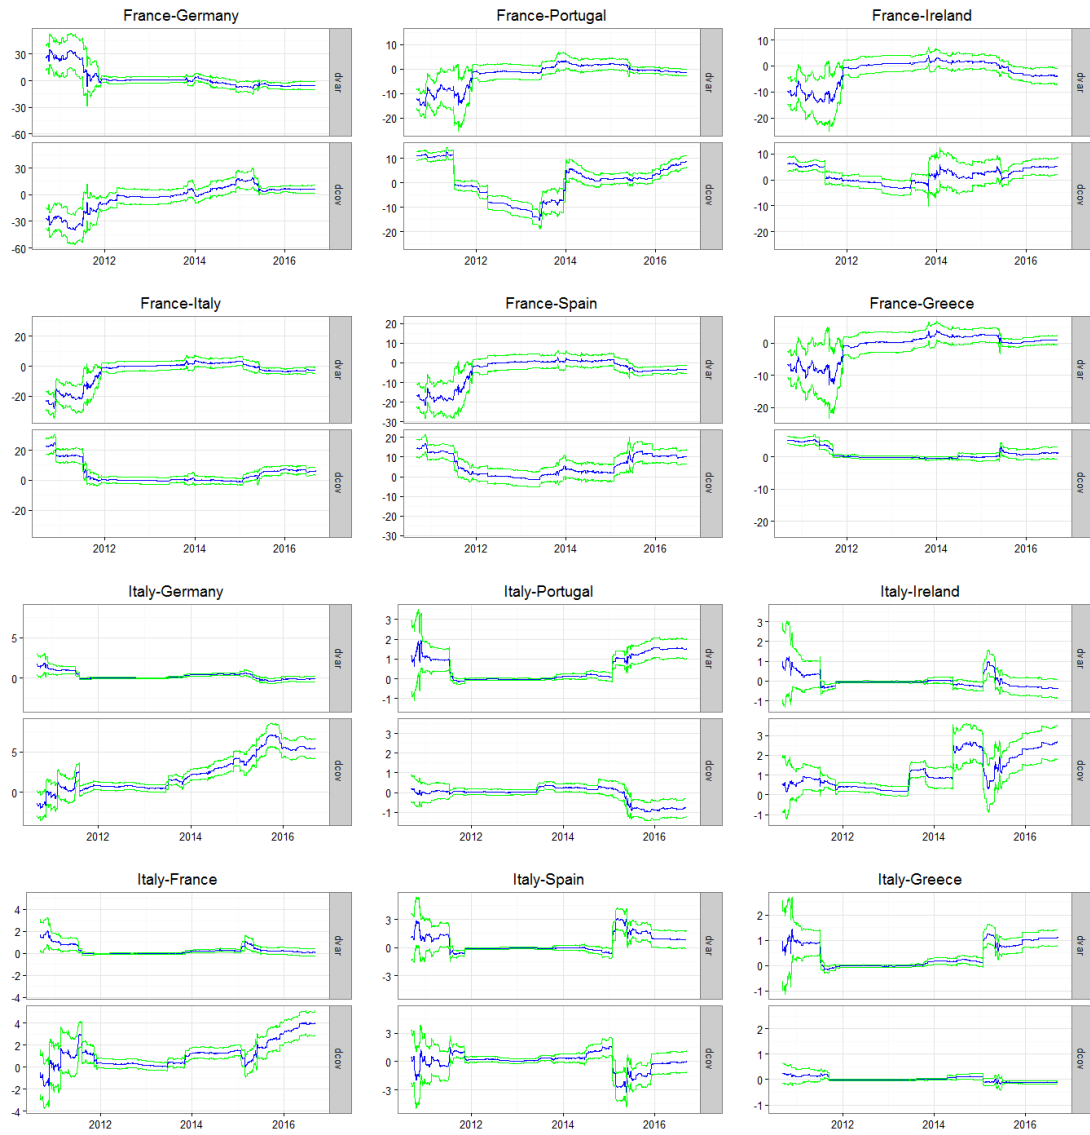 France-Germany
France-Portugal
France-Ireland
30
0
-30
-60
dvar
10
0
-10
-20
dvar
10
0
-10
-20
dvar
30
0
-30
-60
dcov
10
0
-10
-20
dcov
10
0
-10
-20
dcov
2012 2014 2016
2012 2014 2016
2012 2014 2016
France-Italy
France-Spain
France-Greece
20
0
-20
dvar
20
10
0
-10
-20
-30
dvar
0
-10
-20
dvar
20
0
-20
dcov
20
10
0
-10
-20
-30
dcov
0
-10
-20
dcov
2012 2014 2016
2012 2014 2016
2012 2014 2016
Italy-Germany
Italy-Portugal
Italy-Ireland
5
0
dvar
3
2
1
0
-1
dvar
3
2
1
0
-1
dvar
5
0
dcov
3
2
1
0
-1
dcov
3
2
1
0
-1
dcov
2012 2014 2016
2012 2014 2016
2012 2014 2016
Italy-France
Italy-Spain
Italy-Greece
4
2
0
-2
-4
dvar
3
0
-3
dvar
2
1
0
-1
dvar
4
2
0
-2
-4
dcov
3
0
-3
dcov
2
1
0
-1
dcov
2012 2014 2016
2012 2014 2016
2012 2014 2016